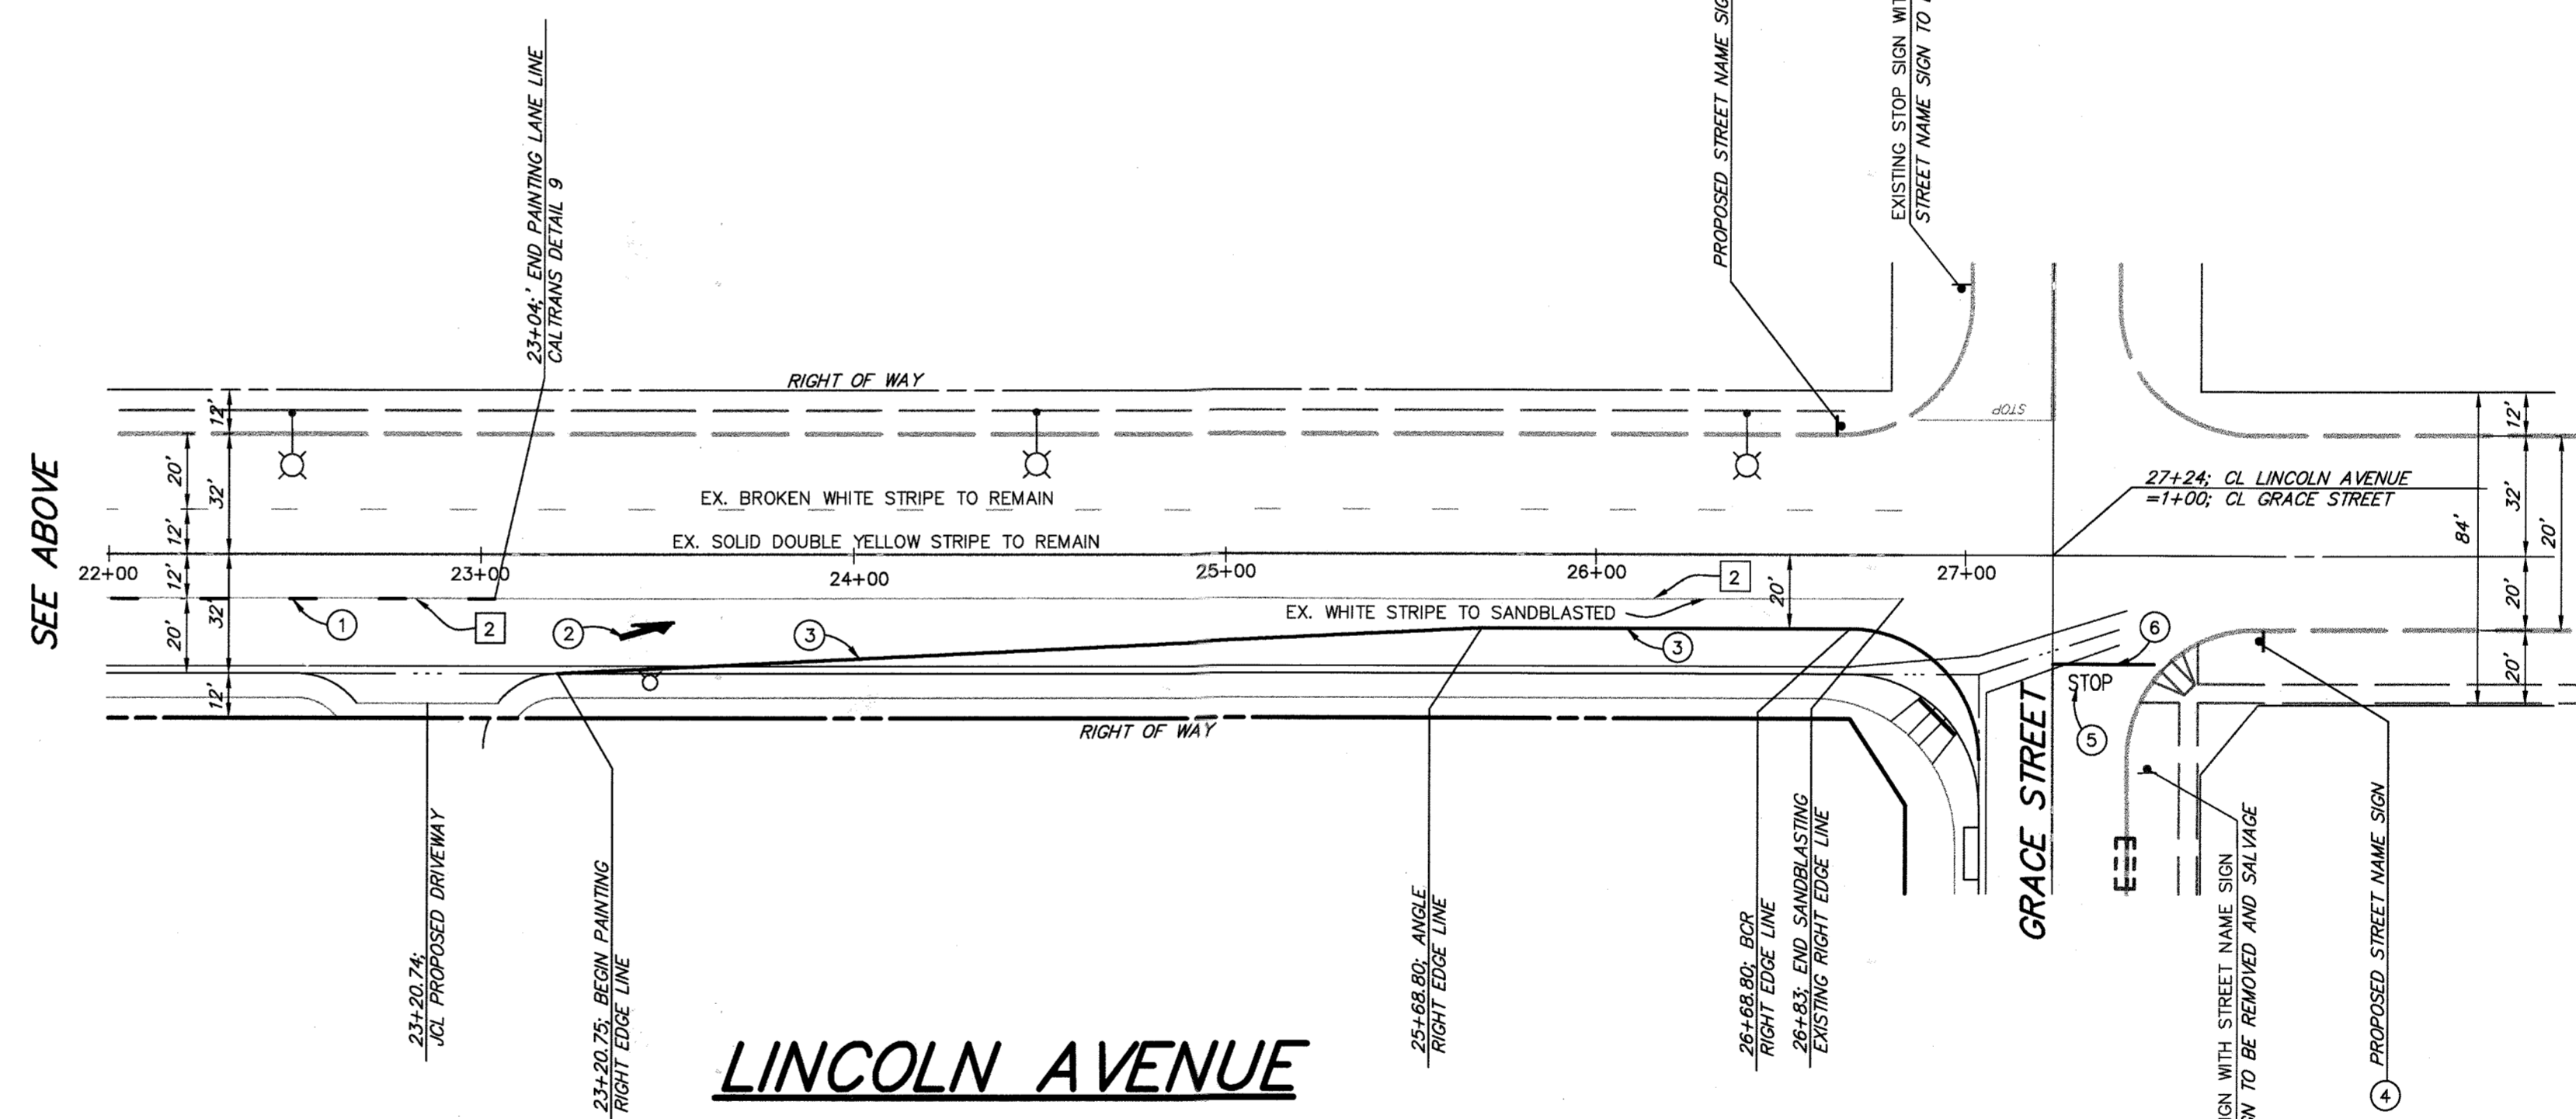 SEE ABOVE
23+04;' END PAINTING LANE LINE
CALTRANS DETAIL 9
PROPOSED STREET NAME
EXISTING STOP SIGN
STREET NAME SIGN TO
RIGHT OF WAY
12'
20'
32'
12'
12'
32'
20'
12'
EX. BROKEN WHITE STRIPE TO REMAIN
EX. SOLID DOUBLE YELLOW STRIPE TO REMAIN
22+00
23+00
24+00
25+00
26+00
27+00
STOP
27+24; CL LINCOLN AVENUE
=1+00; CL GRACE STREET
12'
32'
84'
20'
20'
20'
1
2
2
3
2
EX. WHITE STRIPE TO SANDBLASTED
20'
3
6
STOP
5
RIGHT OF WAY
GRACE STREET
23+20.74;
JCL PROPOSED DRIVEWAY
23+20.75; BEGIN PAINTING
RIGHT EDGE LINE
25+68.80; ANGLE
RIGHT EDGE LINE
26+68.80; BCR
RIGHT EDGE LINE
26+83; END SANDBLASTING
EXISTING RIGHT EDGE LINE
WITH STREET NAME SIGN
TO BE REMOVED AND SALVAGE
PROPOSED STREET NAME SIGN
4
LINCOLN AVENUE